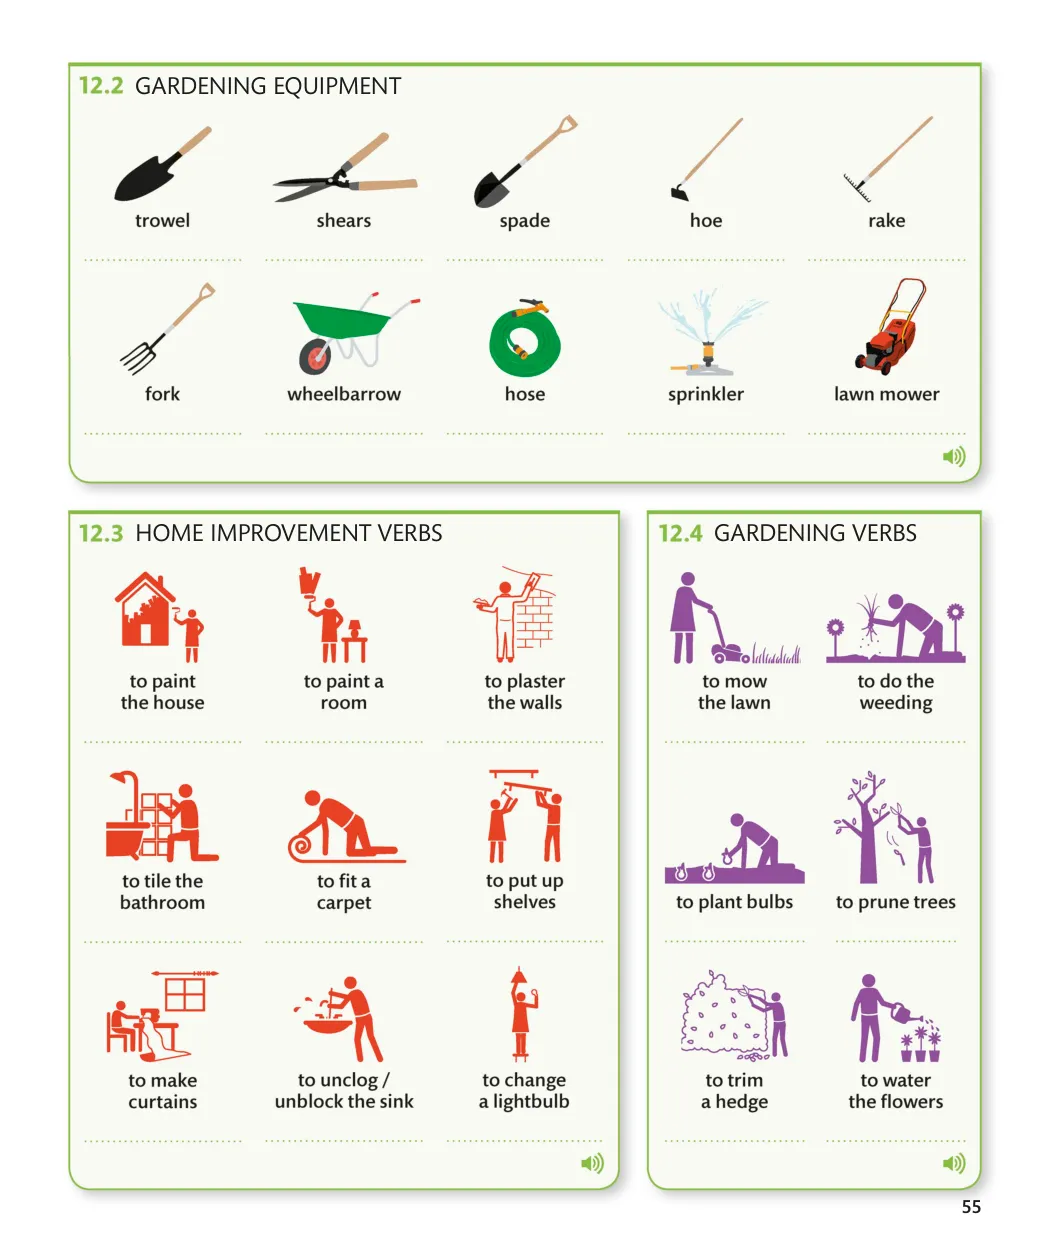 12.2 GARDENING EQUIPMENT
trowel
shears
spade
hoe
rake
fork
wheelbarrow
hose
sprinkler
lawn mower
12.3 HOME IMPROVEMENT VERBS
to paint
the house
to paint a
room
to plaster
the walls
to tile the
bathroom
to fit a
carpet
to put up
shelves
to make
curtains
to unclog /
unblock the sink
to change
a lightbulb
12.4 GARDENING VERBS
to mow
the lawn
to do the
weeding
to plant bulbs
to prune trees
to trim
a hedge
to water
the flowers
55